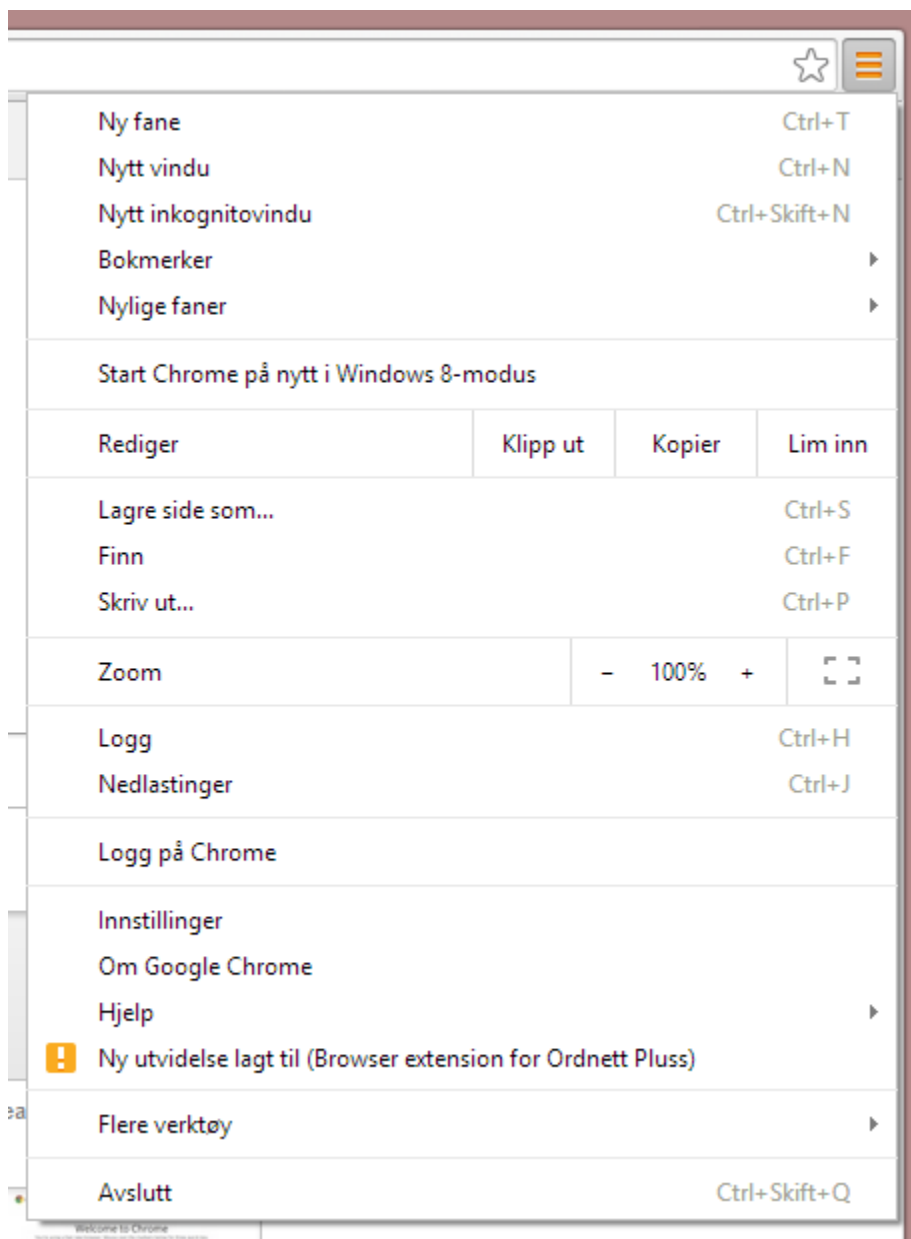 Ny fane Ctrl+T
Nytt vindu Ctrl+N
Nytt inkognitovindu Ctrl+Skift+N
Bokmerker
Nylige faner
Start Chrome på nytt i Windows 8-modus
Rediger Klipp ut Kopier Lim inn
Lagre side som... Ctrl+S
Finn Ctrl+F
Skriv ut... Ctrl+P
Zoom – 100% +
Logg Ctrl+H
Nedlastinger Ctrl+J
Logg på Chrome
Innstillinger
Om Google Chrome
Hjelp
Ny utvidelse lagt til (Browser extension for Ordnett Pluss)
Flere verktøy
Avslutt Ctrl+Skift+Q
Welcome to Chrome